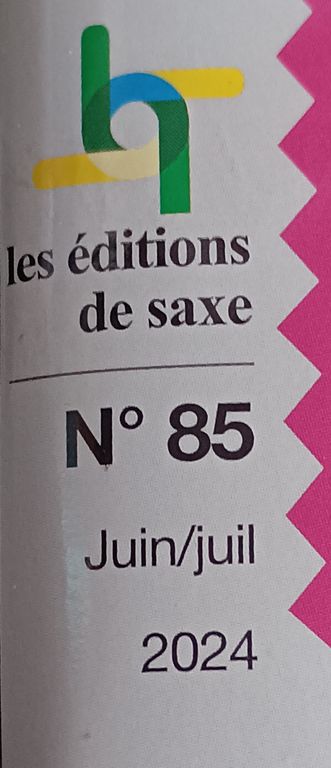 les éditions
de saxe
N° 85
Juin/juil
2024